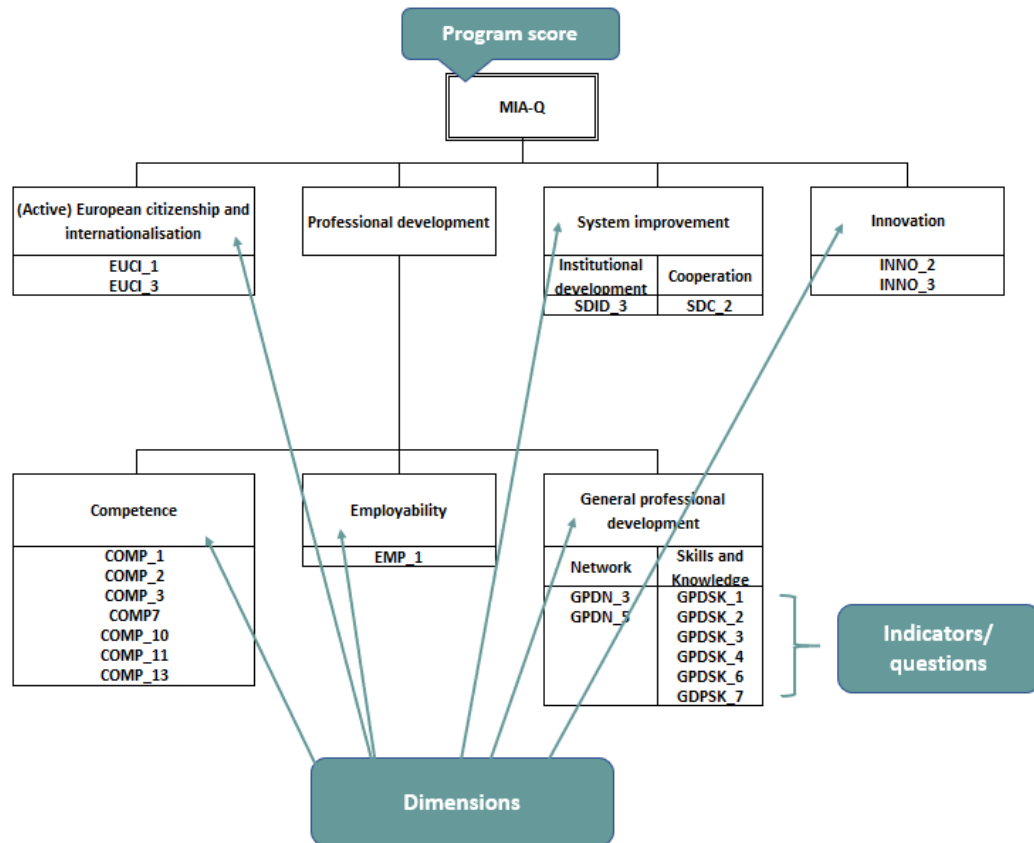 Program score
MIA-Q
(Active) European citizenship and
internationalisation
EUCI_1
EUCI_3
Professional development
System improvement
Institutional
development
SDID_3
Cooperation
SDC_2
Innovation
INNO_2
INNO_3
Competence
COMP_1
COMP_2
COMP_3
COMP7
COMP_10
COMP_11
COMP_13
Employability
EMP_1
General professional
development
Network
GPDN_3
GPDN_5
Skills and
Knowledge
GPDSK_1
GPDSK_2
GPDSK_3
GPDSK_4
GPDSK_6
GDPSK_7
Indicators/
questions
Dimensions